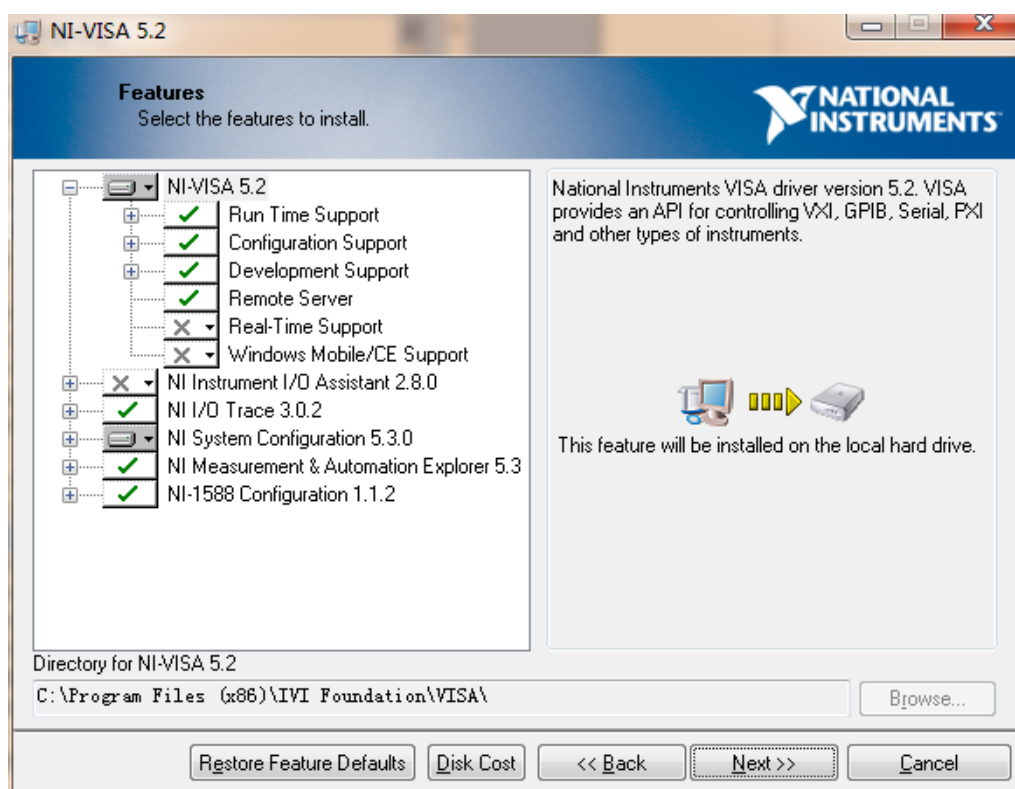 NI-VISA 5.2
Features
Select the features to install.
NATIONAL
INSTRUMENTS
NI-VISA 5.2
Run Time Support
Configuration Support
Development Support
Remote Server
Real-Time Support
Windows Mobile/CE Support
NI Instrument I/O Assistant 2.8.0
NI I/O Trace 3.0.2
NI System Configuration 5.3.0
NI Measurement & Automation Explorer 5.3
NI-1588 Configuration 1.1.2
National Instruments VISA driver version 5.2. VISA
provides an API for controlling VXI, GPIB, Serial, PXI
and other types of instruments.
This feature will be installed on the local hard drive.
Directory for NI-VISA 5.2
C:\Program Files (x86)\IVI Foundation\VISA\
Browse...
Restore Feature Defaults
Disk Cost
<< Back
Next >>
Cancel